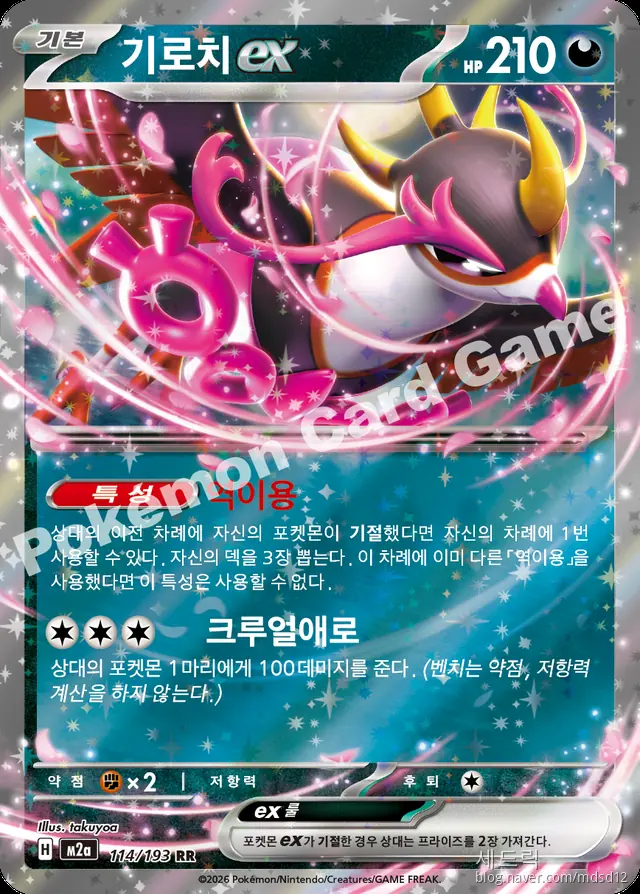 기본
기로치 ex
HP 210
Pokémon Card Game
특성 역이용
상대의 이전 차례에 자신의 포켓몬이 기절했다면 자신의 차례에 1번
사용할 수 있다. 자신의 덱을 3장 뽑는다. 이 차례에 이미 다른 「역이용」을
사용했다면 이 특성은 사용할 수 없다.
크루얼애로
상대의 포켓몬 1마리에게 100데미지를 준다. (벤치는 약점, 저항력
계산을 하지 않는다.)
약점 ×2 저항력 후퇴
ex 룰
포켓몬 ex가 기절한 경우 상대는 프라이즈를 2장 가져간다.
Illus. takuyoa
H m2a 114/193 RR
세드릭
blog.naver.com/mdsd12
©2026 Pokémon/Nintendo/Creatures/GAME FREAK.